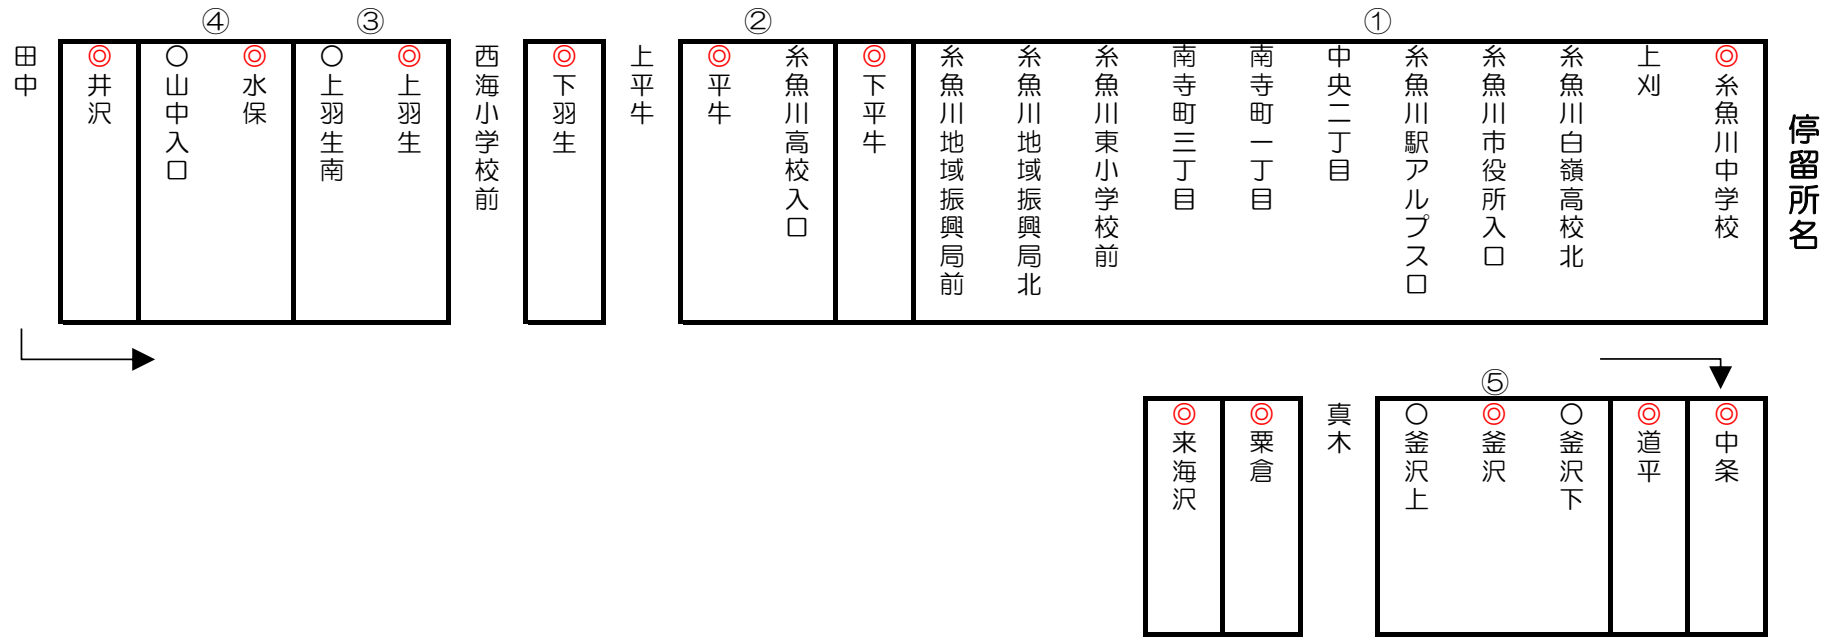 停留所名
①
◎糸魚川中学校
上刈
糸魚川白嶺高校北
糸魚川市役所入口
糸魚川駅アルプス口
中央二丁目
南寺町一丁目
南寺町三丁目
糸魚川東小学校前
糸魚川地域振興局北
糸魚川地域振興局前
◎下平牛
②
糸魚川高校入口
◎平牛
上平牛
◎下羽生
西海小学校前
③
◎上羽生
○上羽生南
④
◎水保
○山中入口
◎井沢
田中
◎中条
◎道平
⑤
○釜沢下
◎釜沢
○釜沢上
真木
◎粟倉
◎来海沢